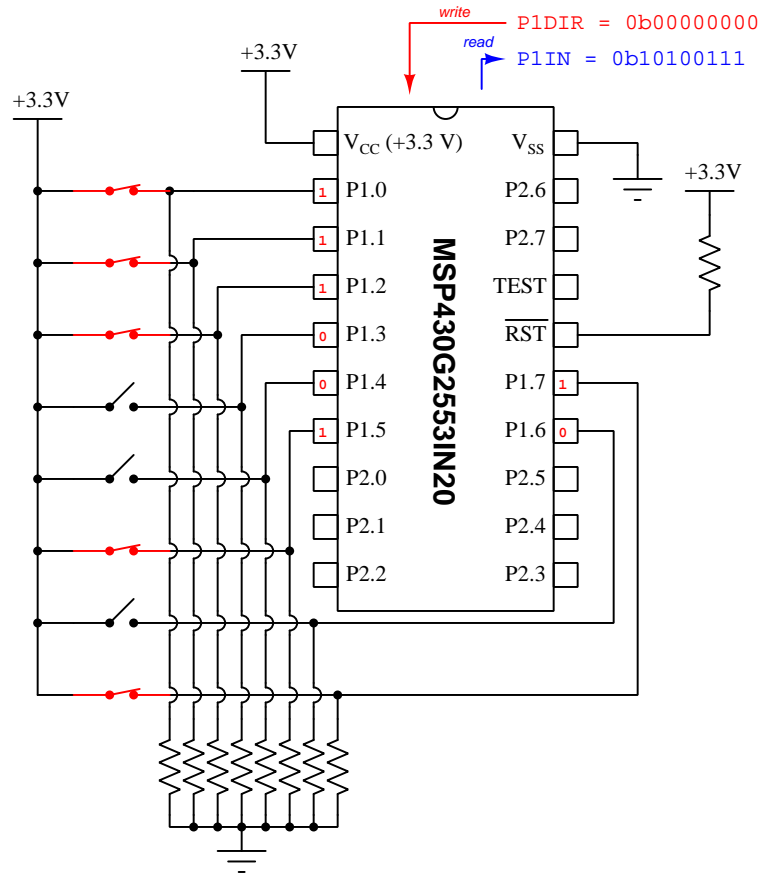 write
P1DIR = 0b00000000
read
P1IN = 0b10100111
+3.3V
+3.3V
VCC (+3.3 V)
VSS
+3.3V
1 P1.0
P2.6
1 P1.1
P2.7
1 P1.2
TEST
0 P1.3
RST
0 P1.4
P1.7 1
1 P1.5
P1.6 0
P2.0
P2.5
P2.1
P2.4
P2.2
P2.3
MSP430G2553IN20